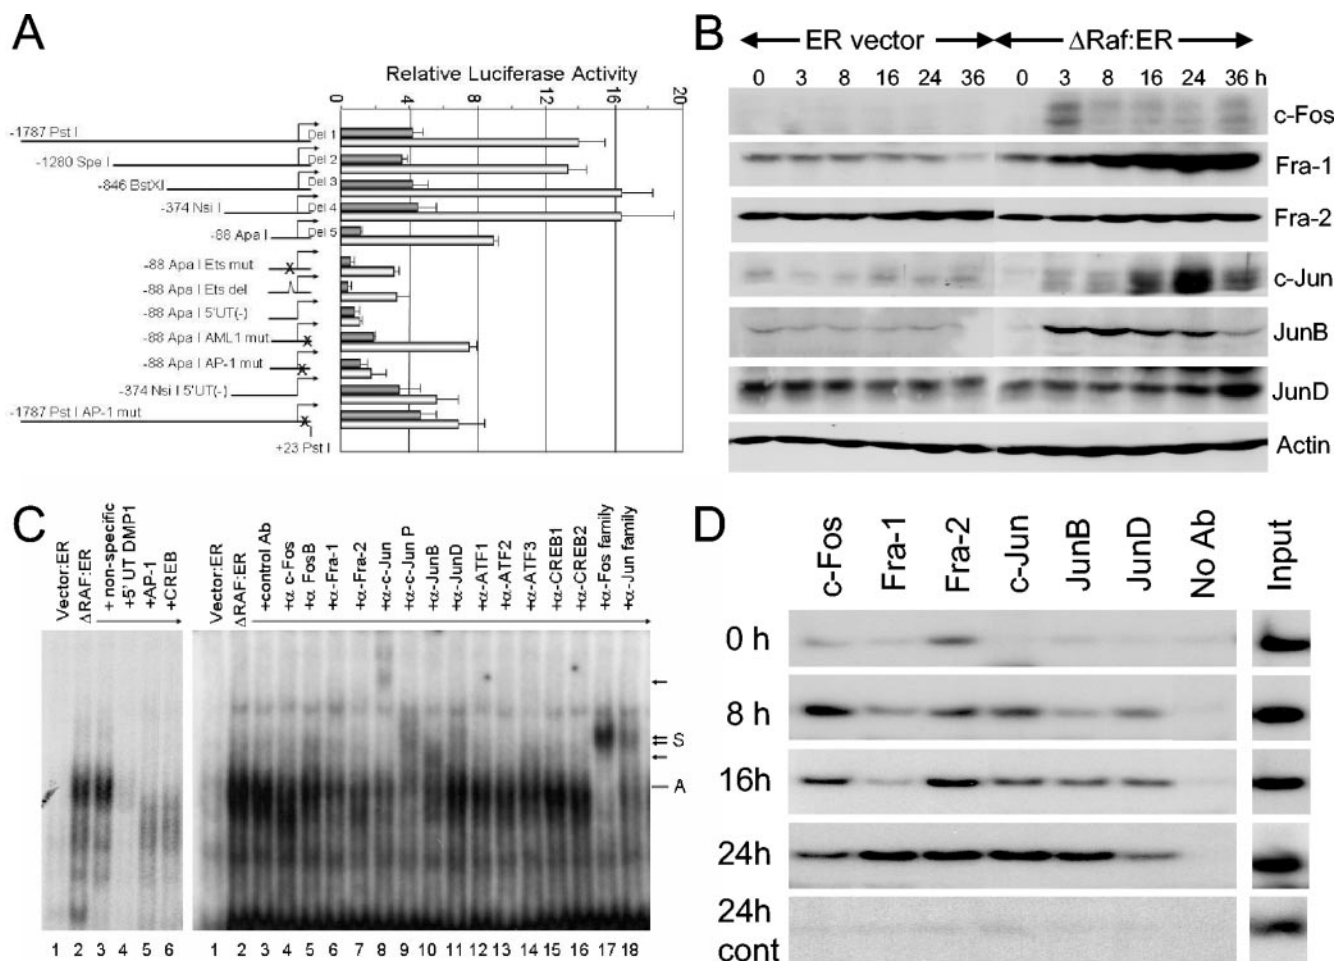 A
Relative Luciferase Activity
0 4 8 12 16 20
-1787 Pst I Del 1
-1280 Spe I Del 2
-846 BstXI Del 3
-374 Nsi I Del 4
-88 Apa I Del 5
-88 Apa I Ets mut
-88 Apa I Ets del
-88 Apa I 5'UT(-)
-88 Apa I AML1 mut
-88 Apa I AP-1 mut
-374 Nsi I 5'UT(-)
-1787 Pst I AP-1 mut
+23 Pst I
B
ER vector ΔRaf:ER
0 3 8 16 24 36 0 3 8 16 24 36 h
c-Fos
Fra-1
Fra-2
c-Jun
JunB
JunD
Actin
C
Vector:ER
ΔRAF:ER
+ non-specific
+5' UT DMP1
+AP-1
+CREB
Vector:ER
ΔRAF:ER
+control Ab
+α c-Fos
+α FosB
+α-Fra-1
+α-Fra-2
+α-c-Jun
+α-c-Jun P
+α-JunB
+α-JunD
+α-ATF1
+α-ATF2
+α-ATF3
+α-CREB1
+α-CREB2
+α-Fos family
+α-Jun family
S
A
1 2 3 4 5 6
1 2 3 4 5 6 7 8 9 10 11 12 13 14 15 16 17 18
D
c-Fos
Fra-1
Fra-2
c-Jun
JunB
JunD
No Ab
Input
0 h
8 h
16h
24h
24h
cont